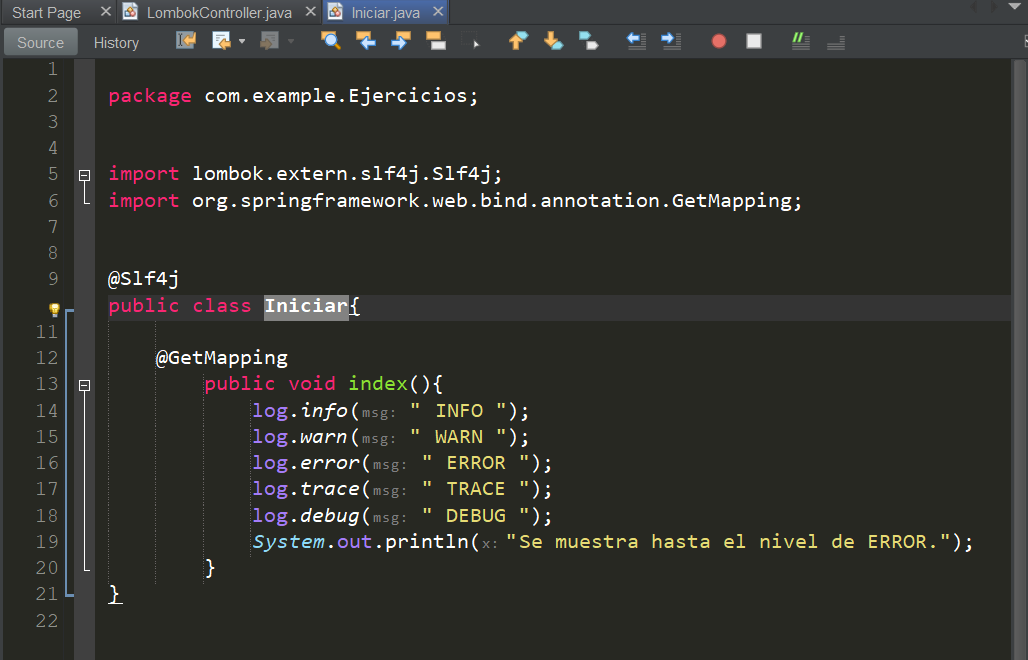 Start Page LombokController.java Iniciar.java
Source History
1
2 package com.example.Ejercicios;
3
4
5 import lombok.extern.slf4j.Slf4j;
6 import org.springframework.web.bind.annotation.GetMapping;
7
8
9 @Slf4j
public class Iniciar{
11
12 @GetMapping
13 public void index(){
14 log.info(msg: " INFO ");
15 log.warn(msg: " WARN ");
16 log.error(msg: " ERROR ");
17 log.trace(msg: " TRACE ");
18 log.debug(msg: " DEBUG ");
19 System.out.println(x: "Se muestra hasta el nivel de ERROR.");
20 }
21 }
22